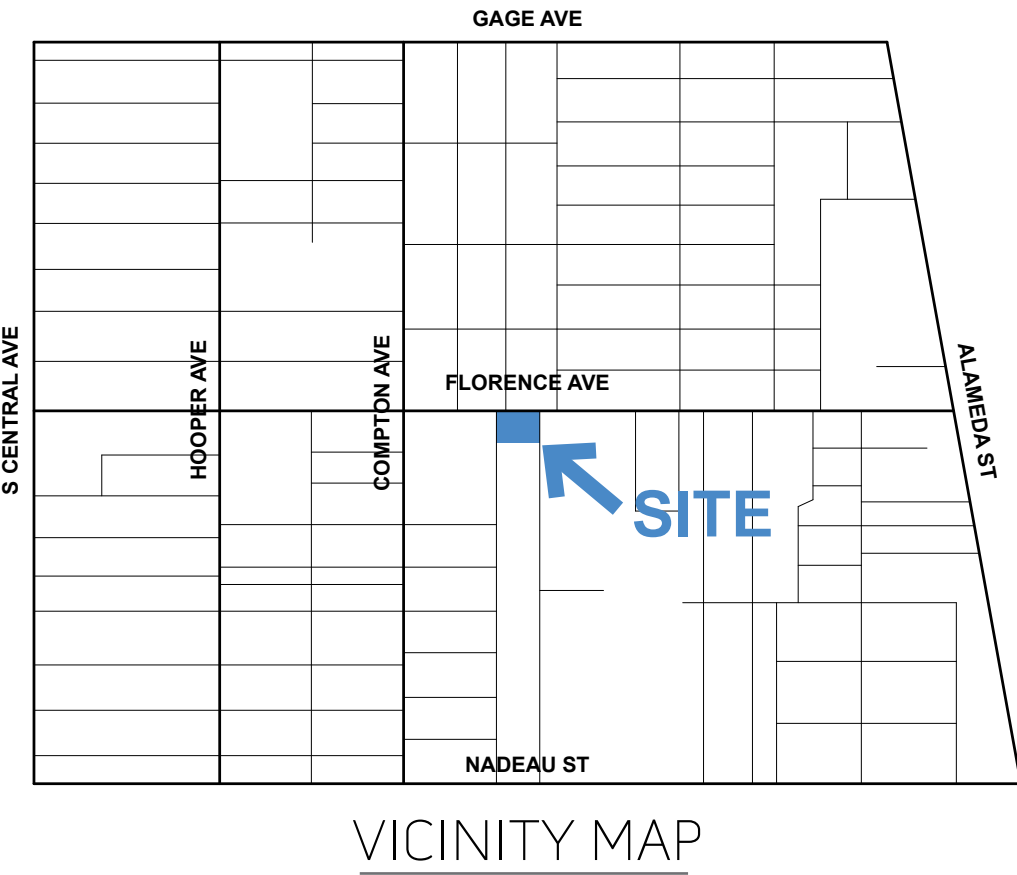 GAGE AVE
S CENTRAL AVE
HOOPER AVE
COMPTON AVE
FLORENCE AVE
ALAMEDA ST
SITE
NADEAU ST
VICINITY MAP